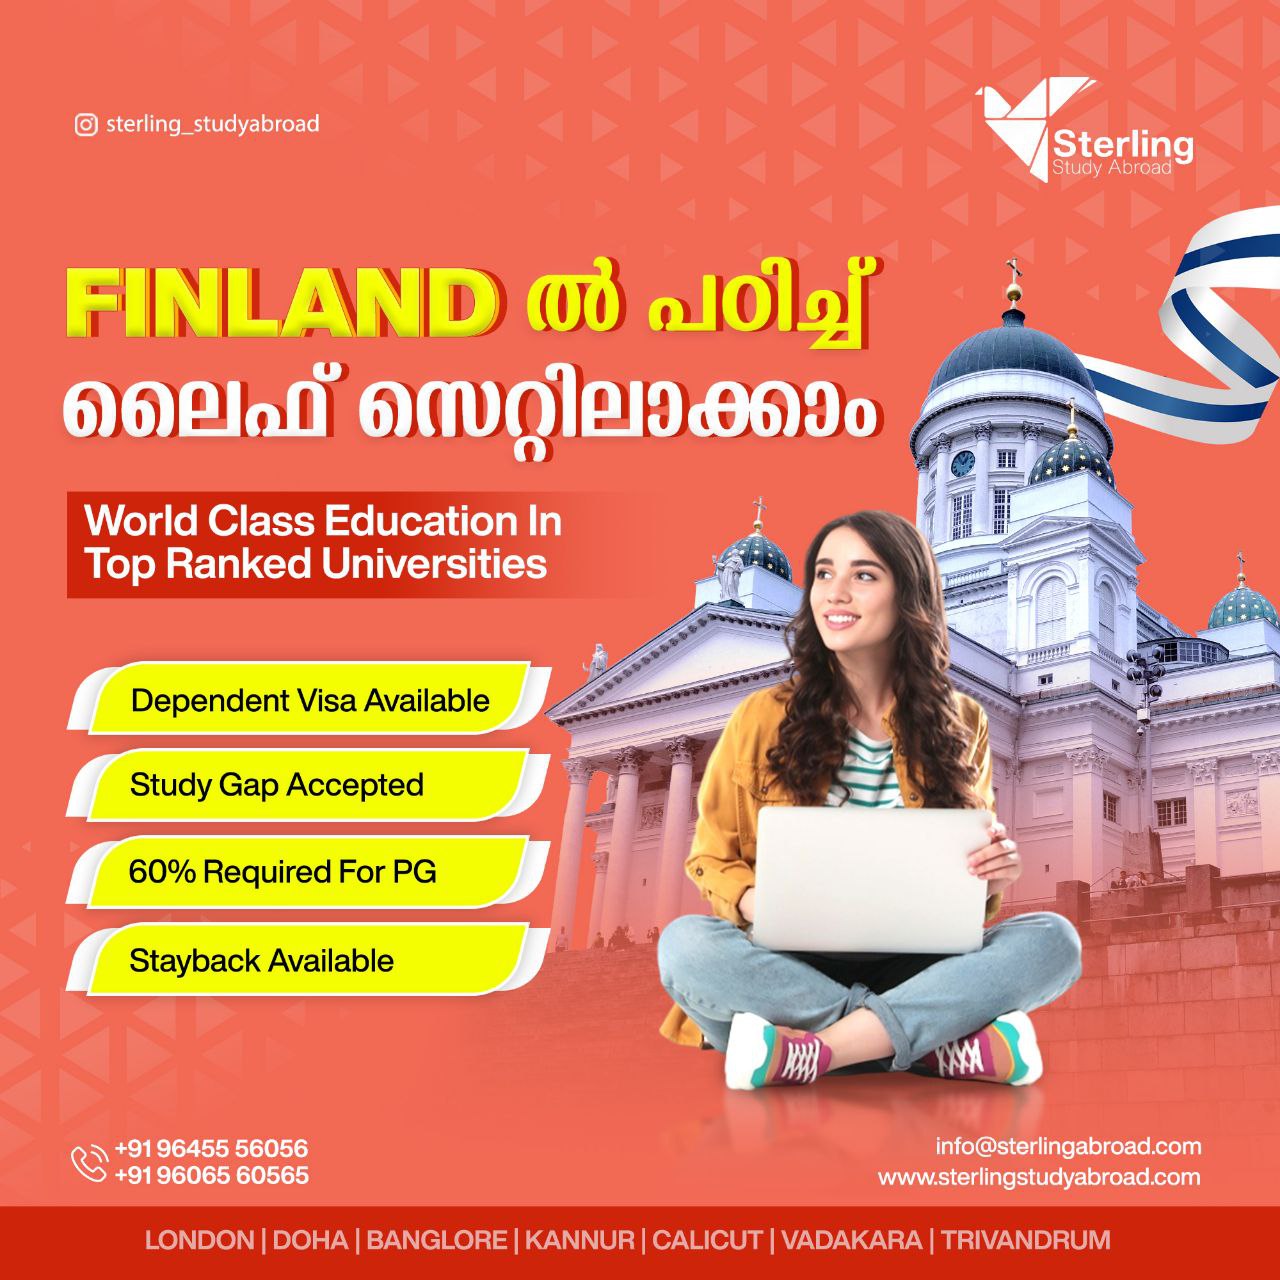 sterling_studyabroad
Sterling
Study Abroad
FINLAND ൽ പഠിച്ച്
ലൈഫ് സെറ്റിലാക്കാം
World Class Education In
Top Ranked Universities
Dependent Visa Available
Study Gap Accepted
60% Required For PG
Stayback Available
+91 96455 56056
+91 96065 60565
info@sterlingabroad.com
www.sterlingstudyabroad.com
LONDON | DOHA | BANGLORE | KANNUR | CALICUT | VADAKARA | TRIVANDRUM